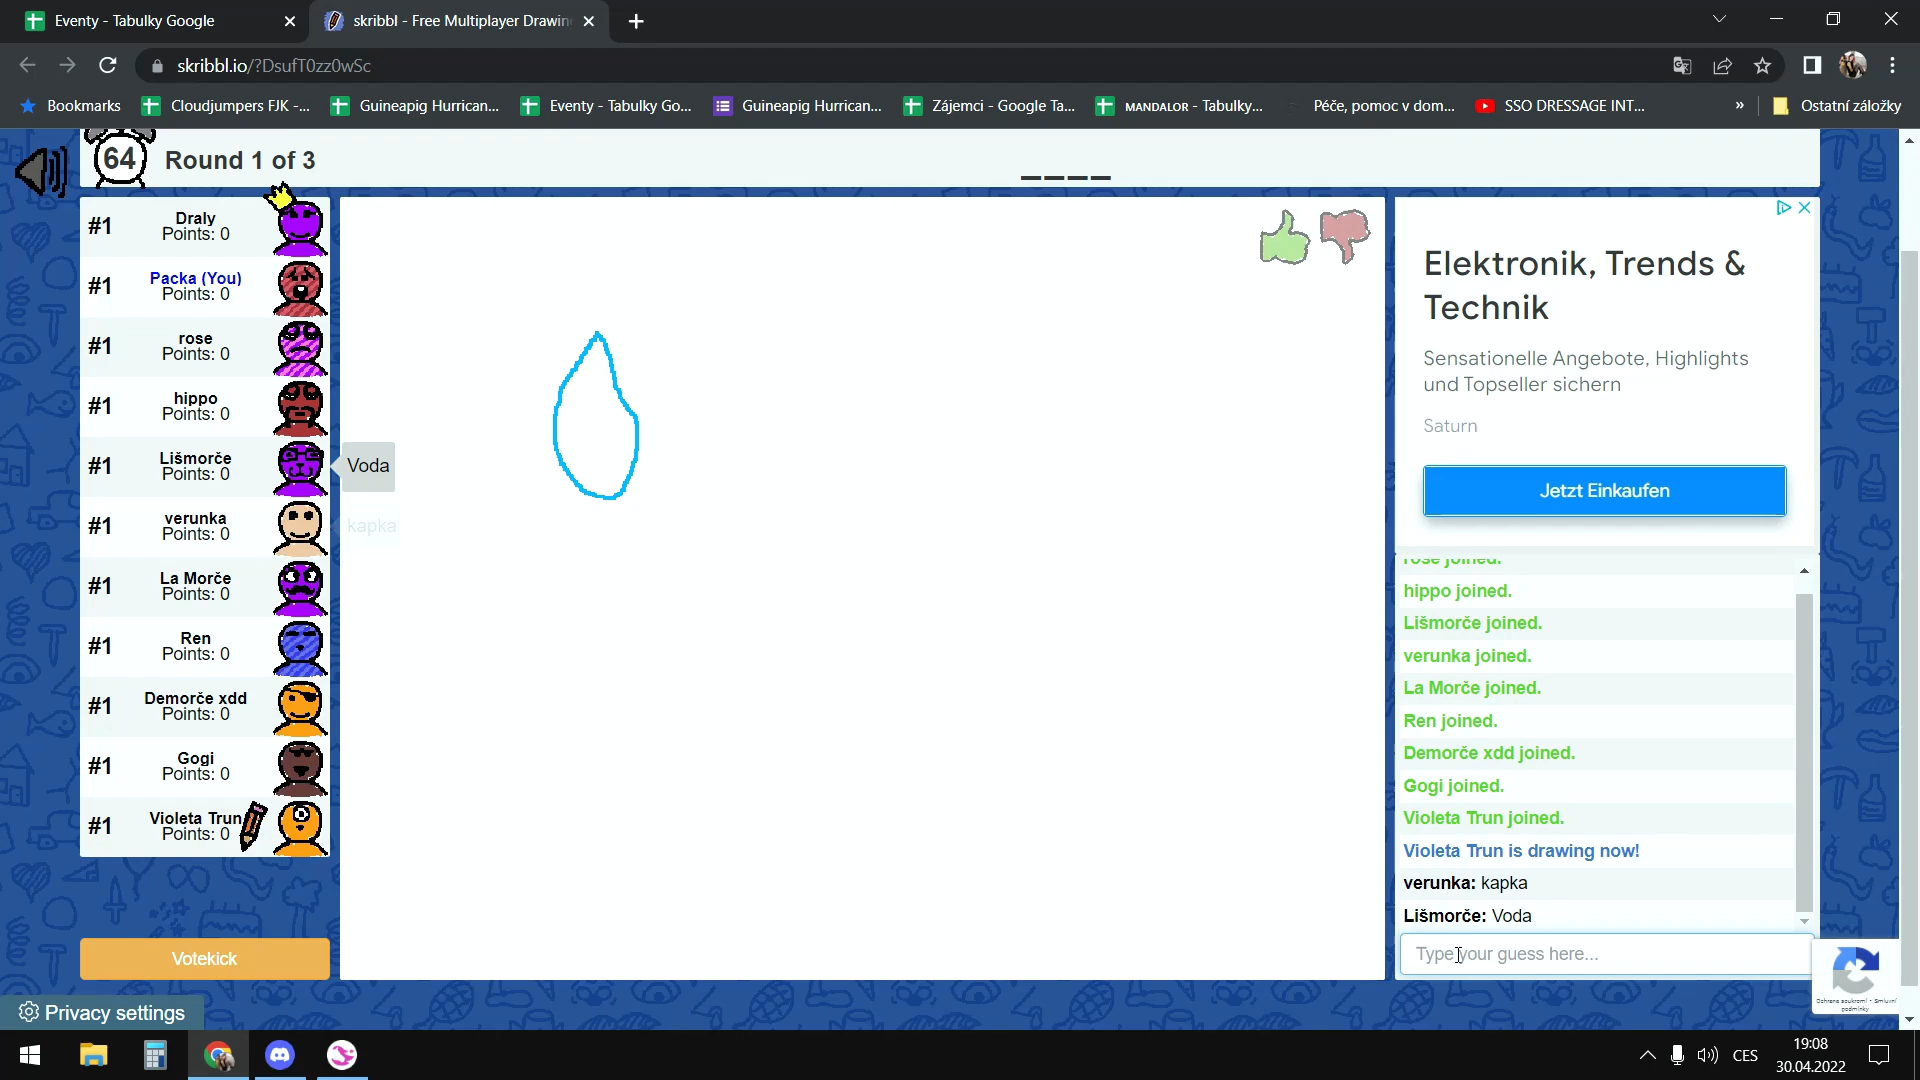 Eventy - Tabulky Google
skribbl - Free Multiplayer Drawin
skribbl.io/?DsufT0zz0wSc
Bookmarks
Cloudjumpers FJK -...
Guineapig Hurrican...
Eventy - Tabulky Go...
Guineapig Hurrican...
Zájemci - Google Ta...
MANDALOR - Tabulky...
Péče, pomoc v dom...
SSO DRESSAGE INT...
»
Ostatní záložky
64
Round 1 of 3
_ _ _ _
#1
Draly
Points: 0
#1
Packa (You)
Points: 0
#1
rose
Points: 0
#1
hippo
Points: 0
#1
Lišmorče
Points: 0
Voda
#1
verunka
Points: 0
kapka
#1
La Morče
Points: 0
#1
Ren
Points: 0
#1
Demorče xdd
Points: 0
#1
Gogi
Points: 0
#1
Violeta Trun
Points: 0
Votekick
Privacy settings
Elektronik, Trends &
Technik
Sensationelle Angebote, Highlights
und Topseller sichern
Saturn
Jetzt Einkaufen
rose joined.
hippo joined.
Lišmorče joined.
verunka joined.
La Morče joined.
Ren joined.
Demorče xdd joined.
Gogi joined.
Violeta Trun joined.
Violeta Trun is drawing now!
verunka: kapka
Lišmorče: Voda
Type your guess here...
Ochrana soukromí - Smluvní
podmínky
CES
19:08
30.04.2022